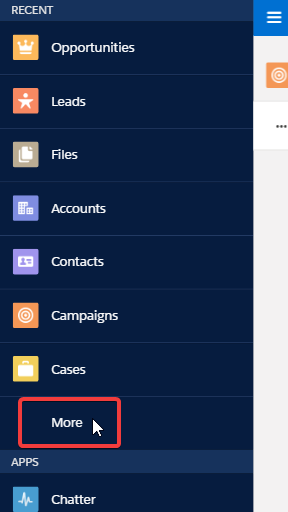 RECENT
Opportunities
Leads
Files
Accounts
Contacts
Campaigns
Cases
More
APPS
Chatter